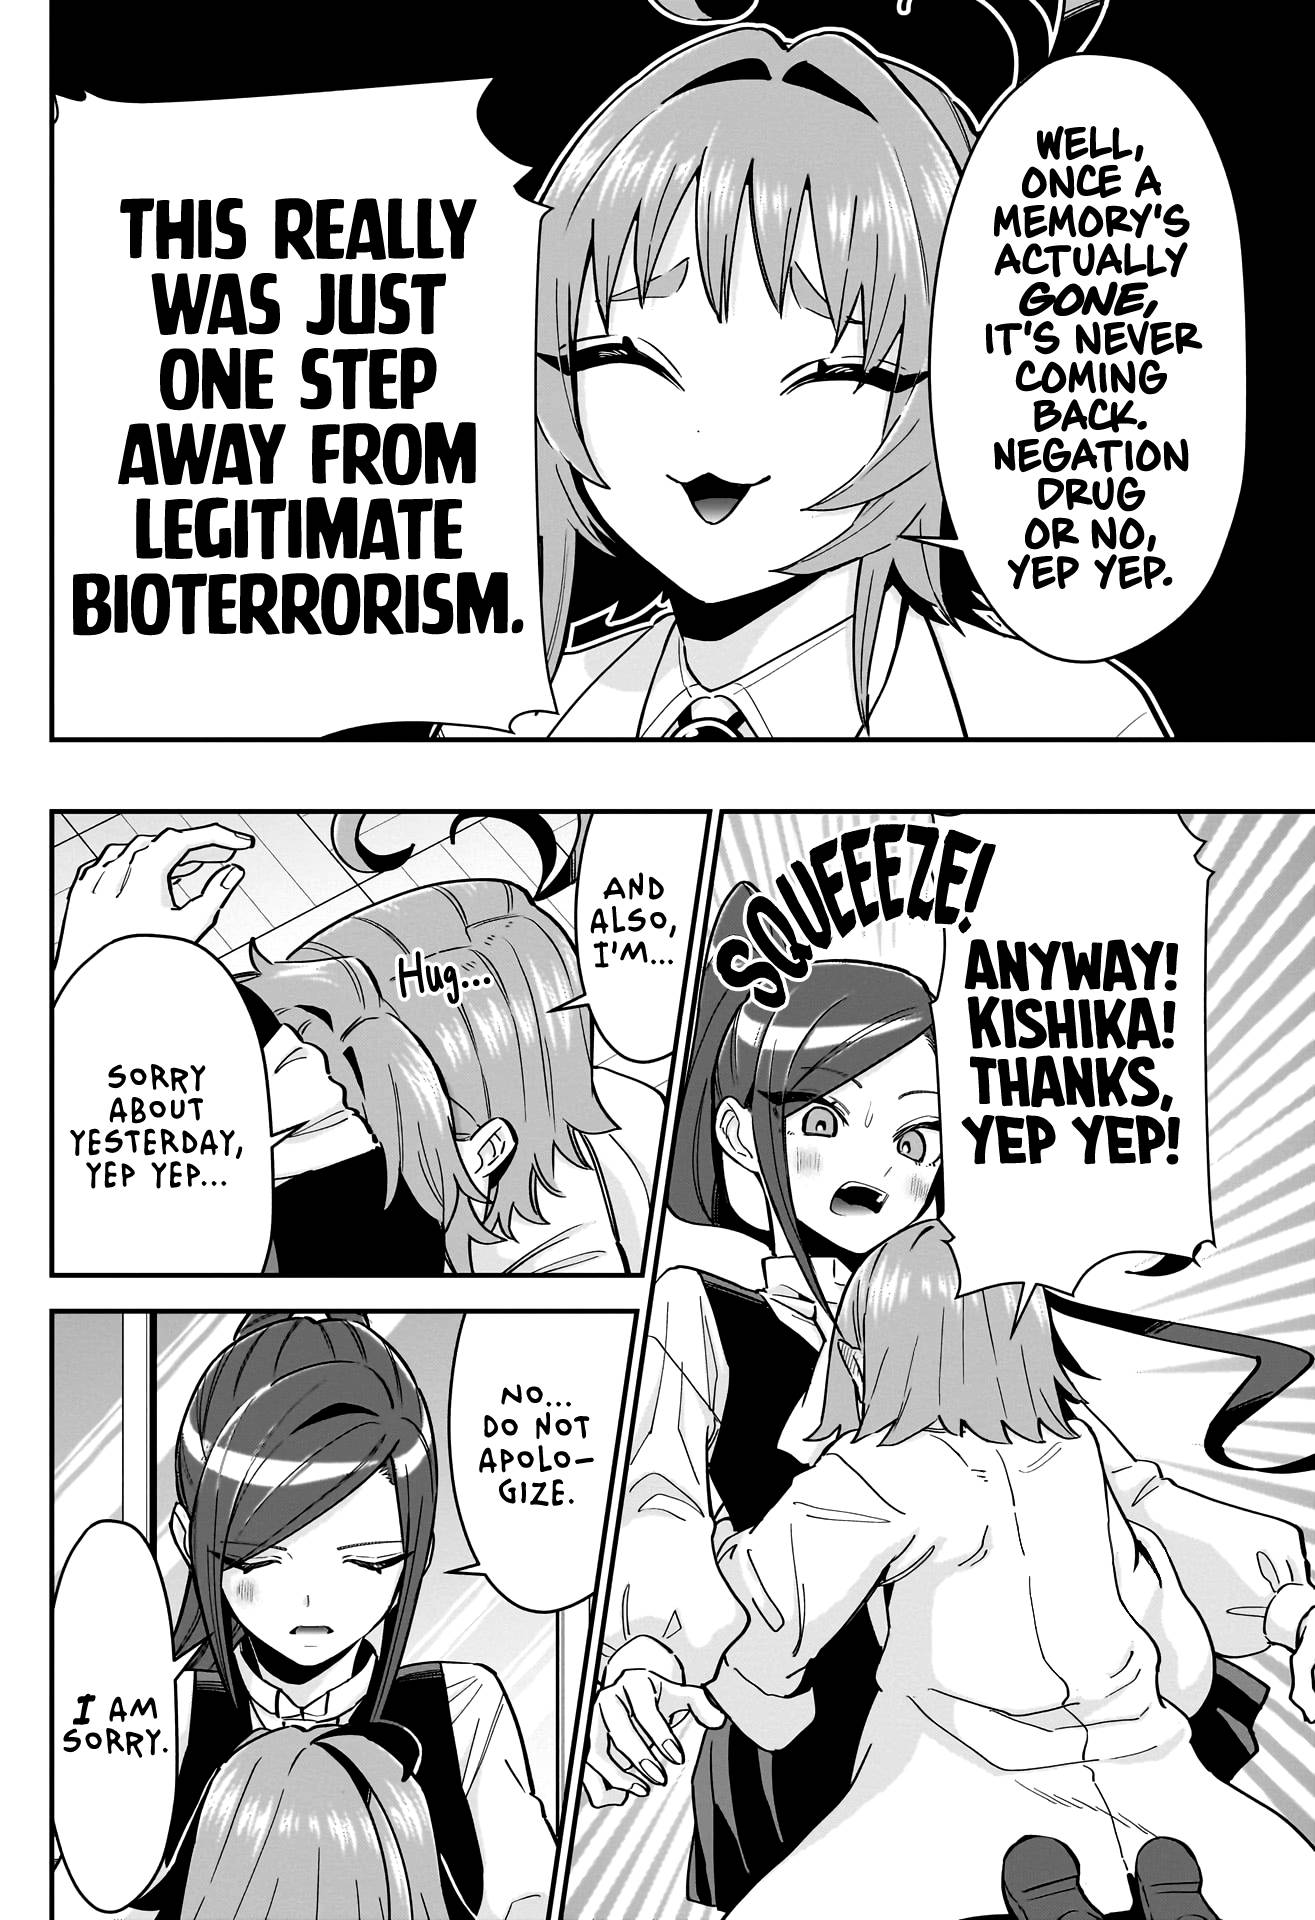 WELL,
ONCE A
MEMORY'S
ACTUALLY
GONE,
IT'S NEVER
COMING
BACK.
NEGATION
DRUG
OR NO,
YEP YEP.
THIS REALLY
WAS JUST
ONE STEP
AWAY FROM
LEGITIMATE
BIOTERRORISM.
SQUEEEZE!
ANYWAY!
KISHIKA!
THANKS,
YEP YEP!
AND
ALSO,
I'M...
Hug...
SORRY
ABOUT
YESTERDAY,
YEP YEP...
NO...
DO NOT
APOLO-
GIZE.
I AM
SORRY.